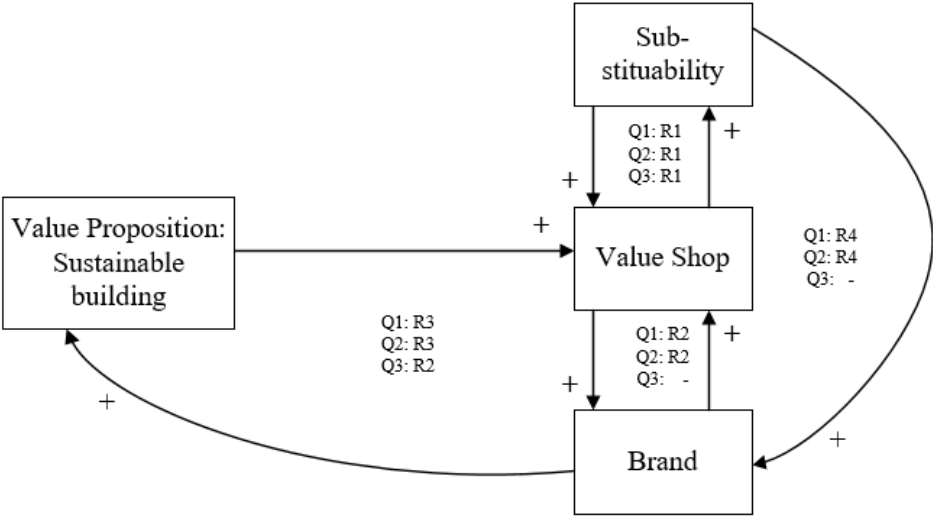 Sub-
stituability
+
Q1: R1
Q2: R1
Q3: R1
+
Value Proposition:
Sustainable
building
+
Value Shop
Q1: R4
Q2: R4
Q3: -
Q1: R3
Q2: R3
Q3: R2
Q1: R2
Q2: R2
Q3: -
+
+
+
+
Brand